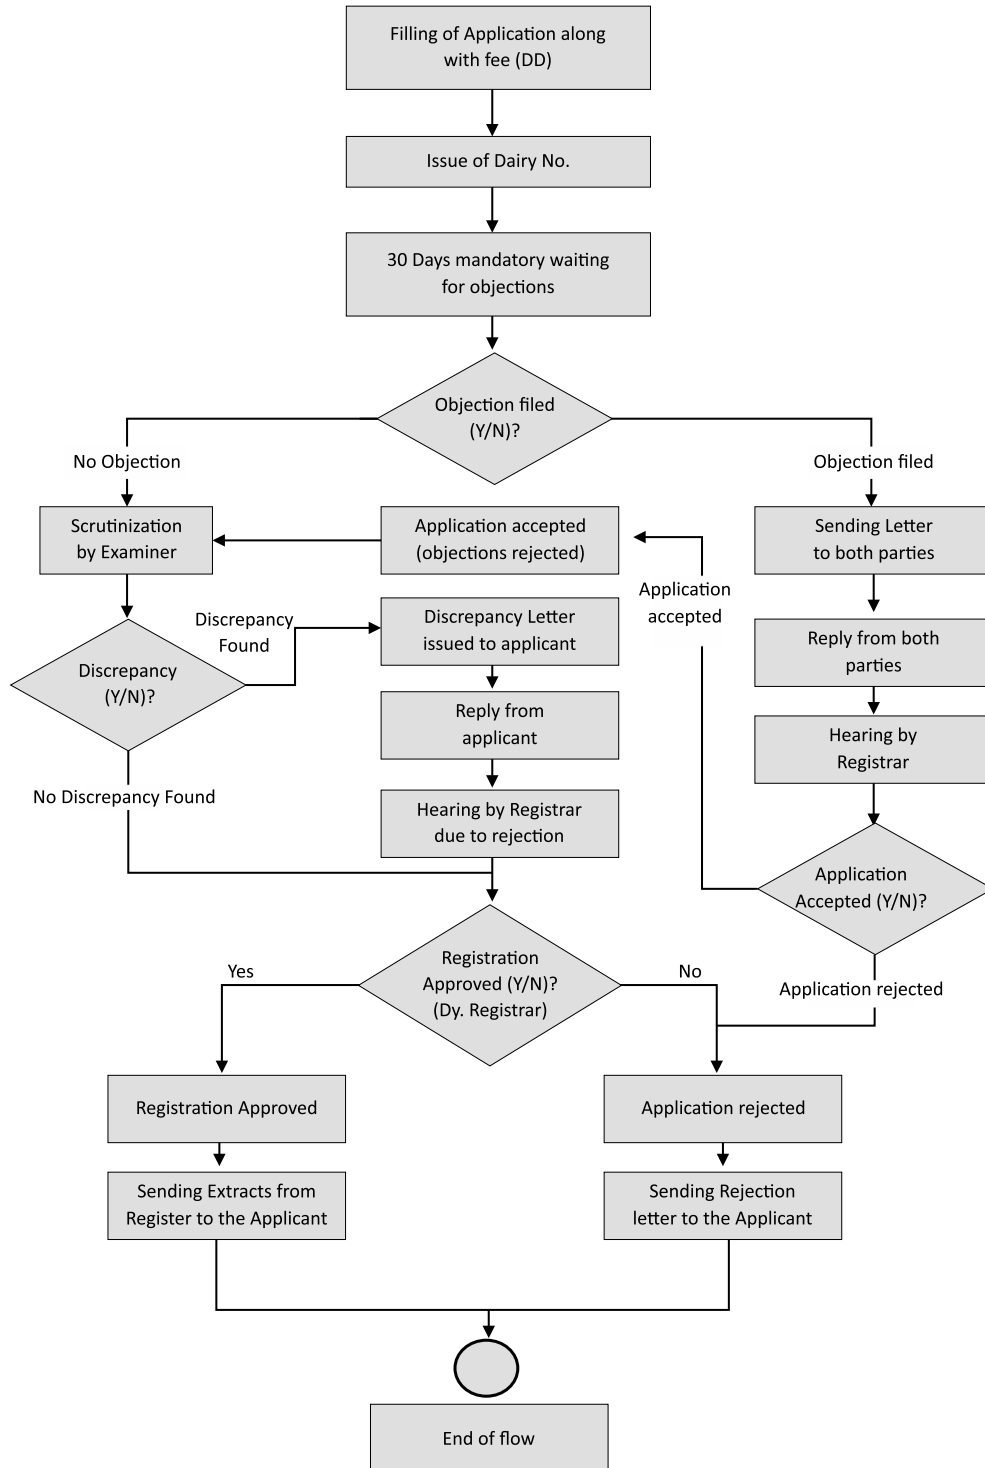 Filling of Application along
with fee (DD)
Issue of Dairy No.
30 Days mandatory waiting
for objections
Objection filed
(Y/N)?
No Objection
Objection filed
Scrutinization
by Examiner
Application accepted
(objections rejected)
Sending Letter
to both parties
Application
accepted
Discrepancy
Found
Discrepancy Letter
issued to applicant
Reply from both
parties
Discrepancy
(Y/N)?
Reply from
applicant
Hearing by
Registrar
No Discrepancy Found
Hearing by Registrar
due to rejection
Application
Accepted (Y/N)?
Registration
Approved (Y/N)?
(Dy. Registrar)
Yes
No
Application rejected
Registration Approved
Application rejected
Sending Extracts from
Register to the Applicant
Sending Rejection
letter to the Applicant
End of flow